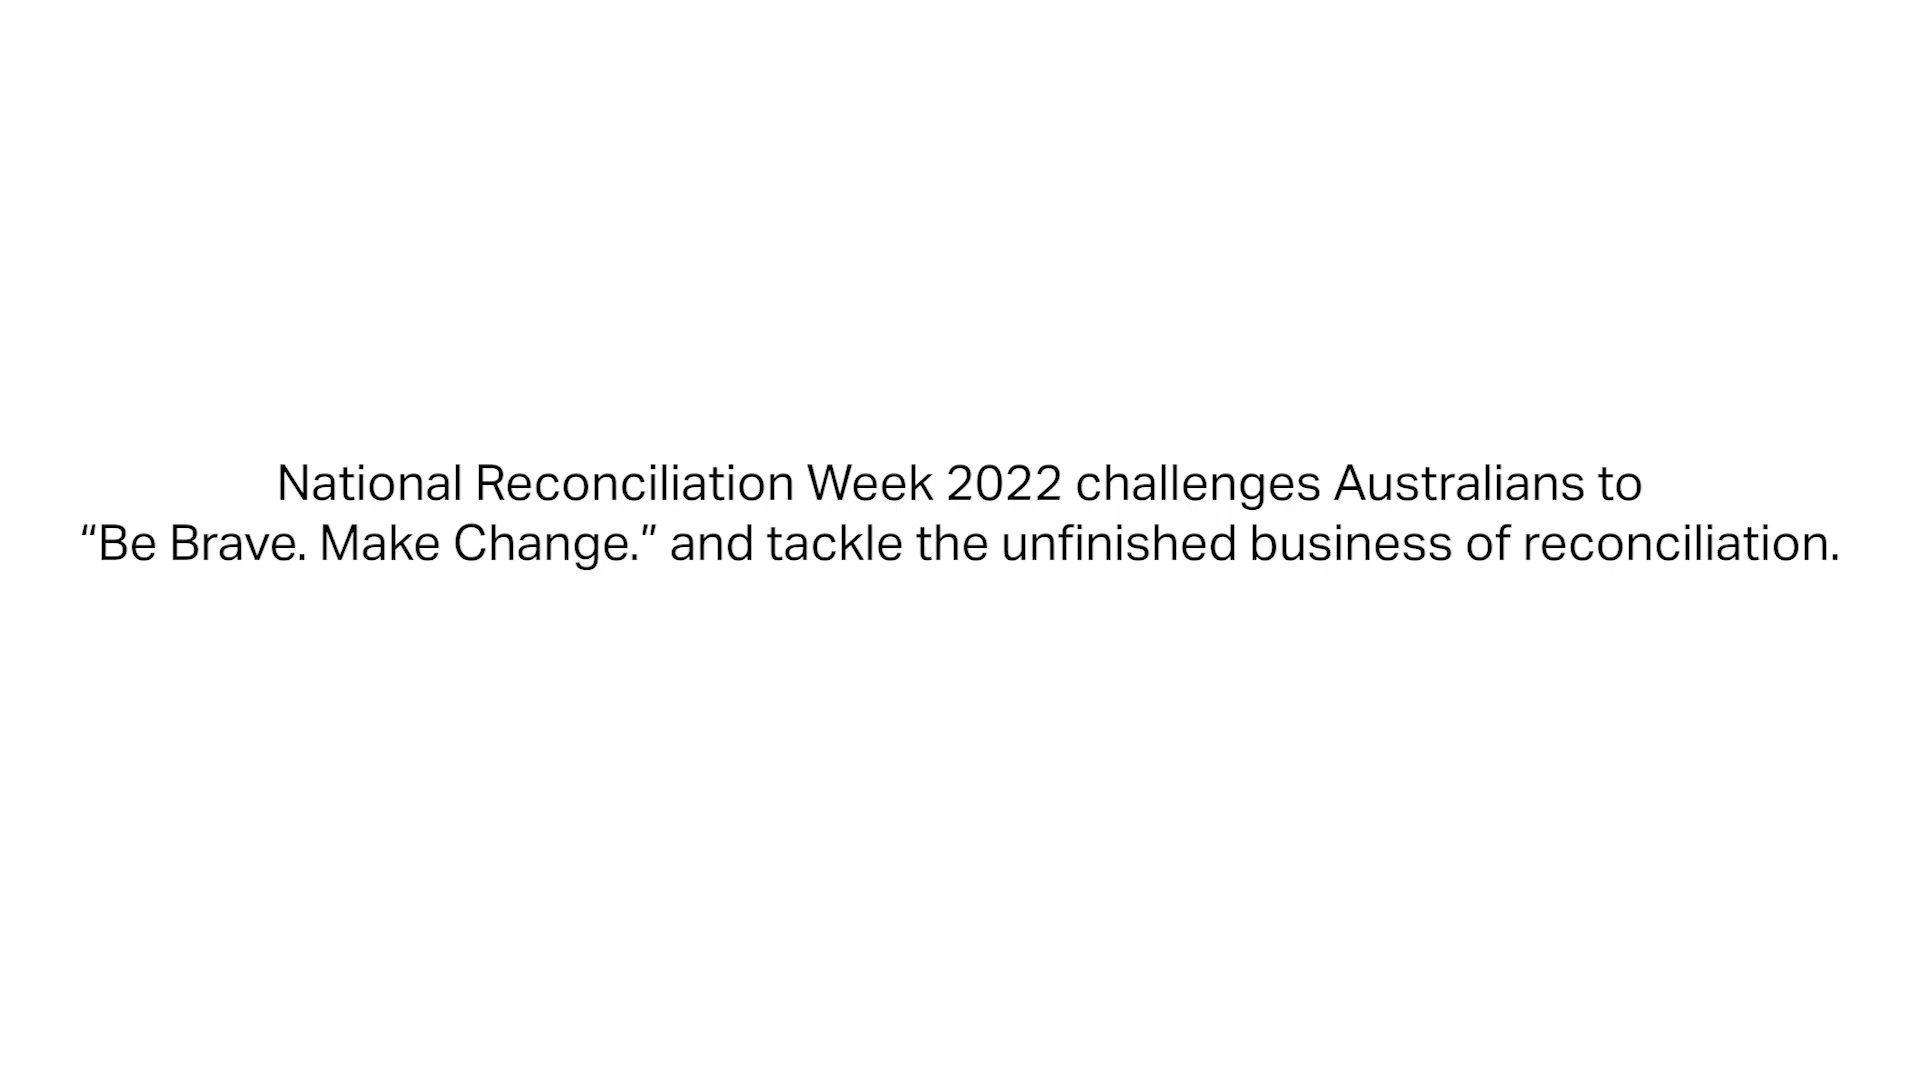 National Reconciliation Week 2022 challenges Australians to
“Be Brave. Make Change.” and tackle the unfinished business of reconciliation.